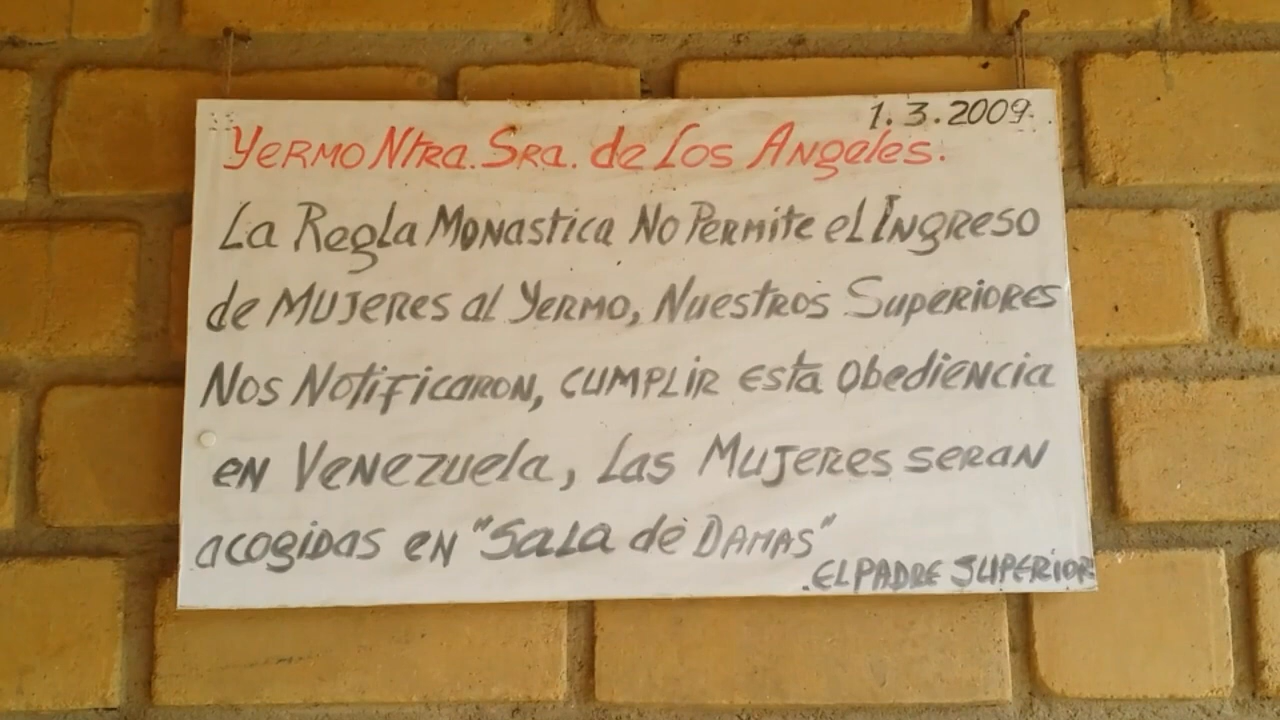 1.3.2009
Yermo Ntra. Sra. de Los Angeles.
La Regla Monastica No Permite el Ingreso
de Mujeres al Yermo, Nuestros Superiores
Nos Notificaron, cumplir esta Obediencia
en Venezuela, Las Mujeres seran
acogidas en "Sala de Damas"
.El Padre Superior